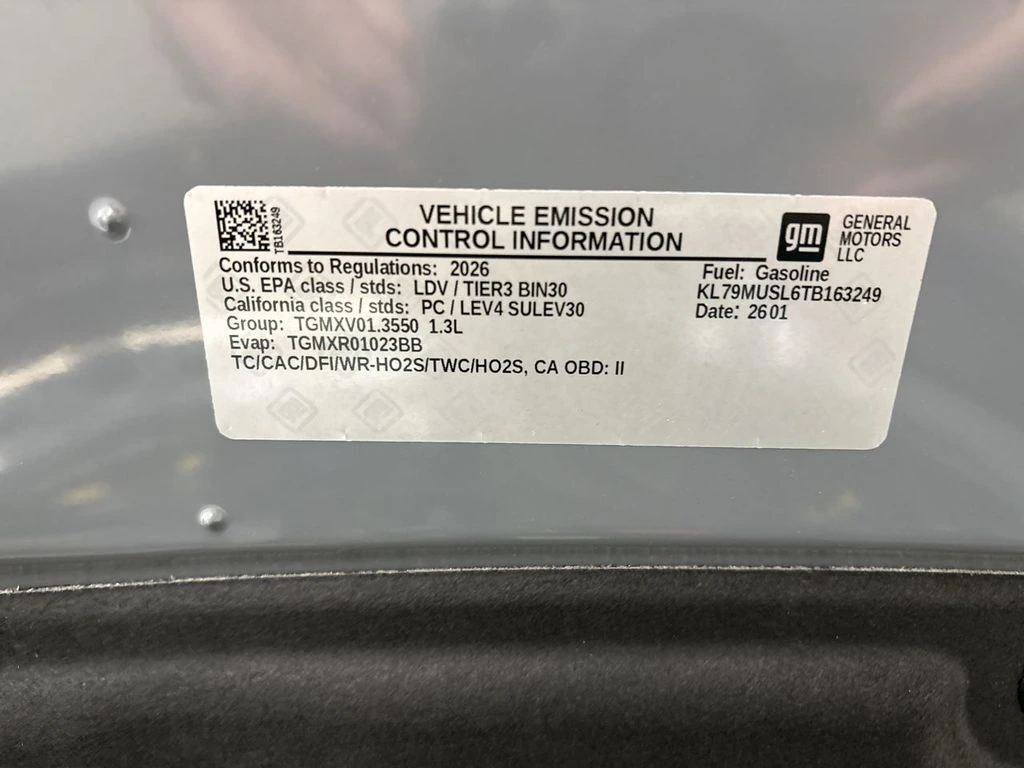 TB163249
VEHICLE EMISSION
CONTROL INFORMATION
gm
GENERAL
MOTORS
LLC
Conforms to Regulations: 2026
U.S. EPA class / stds: LDV / TIER3 BIN30
California class / stds: PC / LEV4 SULEV30
Group: TGMXV01.3550 1.3L
Evap: TGMXR01023BB
TC/CAC/DFI/WR-HO2S/TWC/HO2S, CA OBD: II
Fuel: Gasoline
KL79MUSL6TB163249
Date: 2601